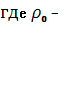 где ρ₀ –